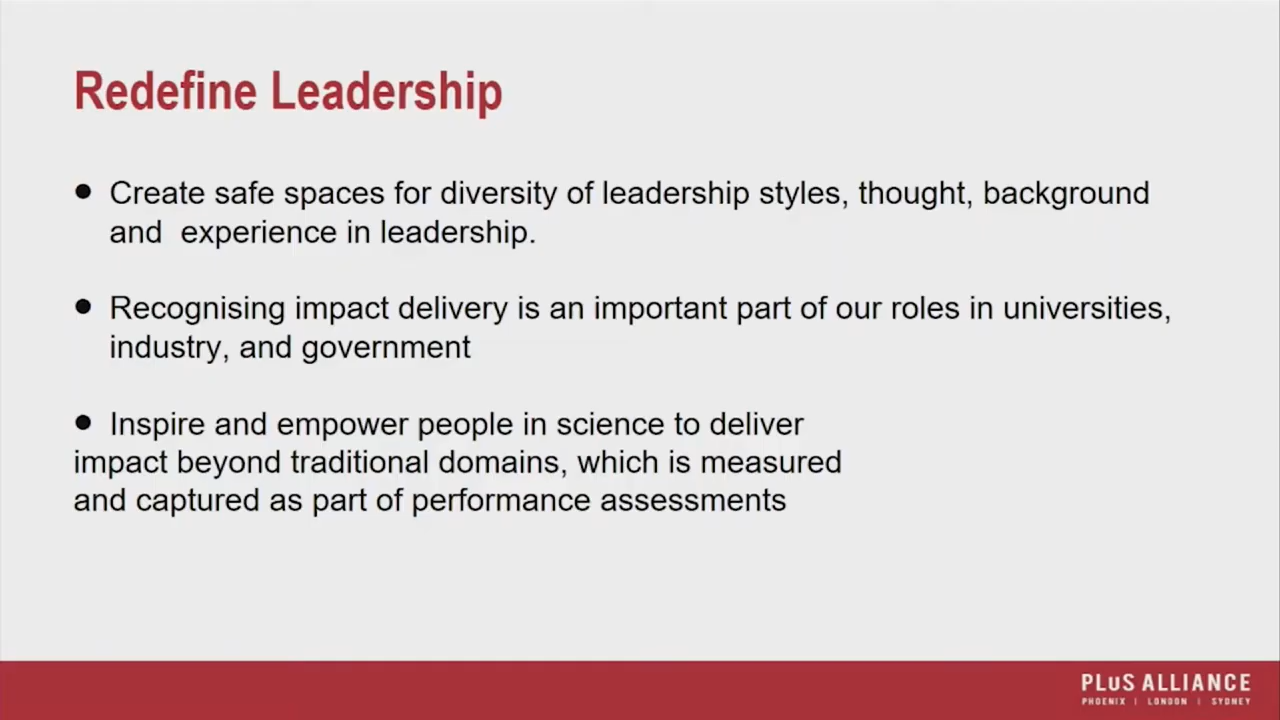 Redefine Leadership
● Create safe spaces for diversity of leadership styles, thought, background
and  experience in leadership.
● Recognising impact delivery is an important part of our roles in universities,
industry, and government
● Inspire and empower people in science to deliver
impact beyond traditional domains, which is measured
and captured as part of performance assessments
PLuS ALLIANCE
PHOENIX | LONDON | SYDNEY